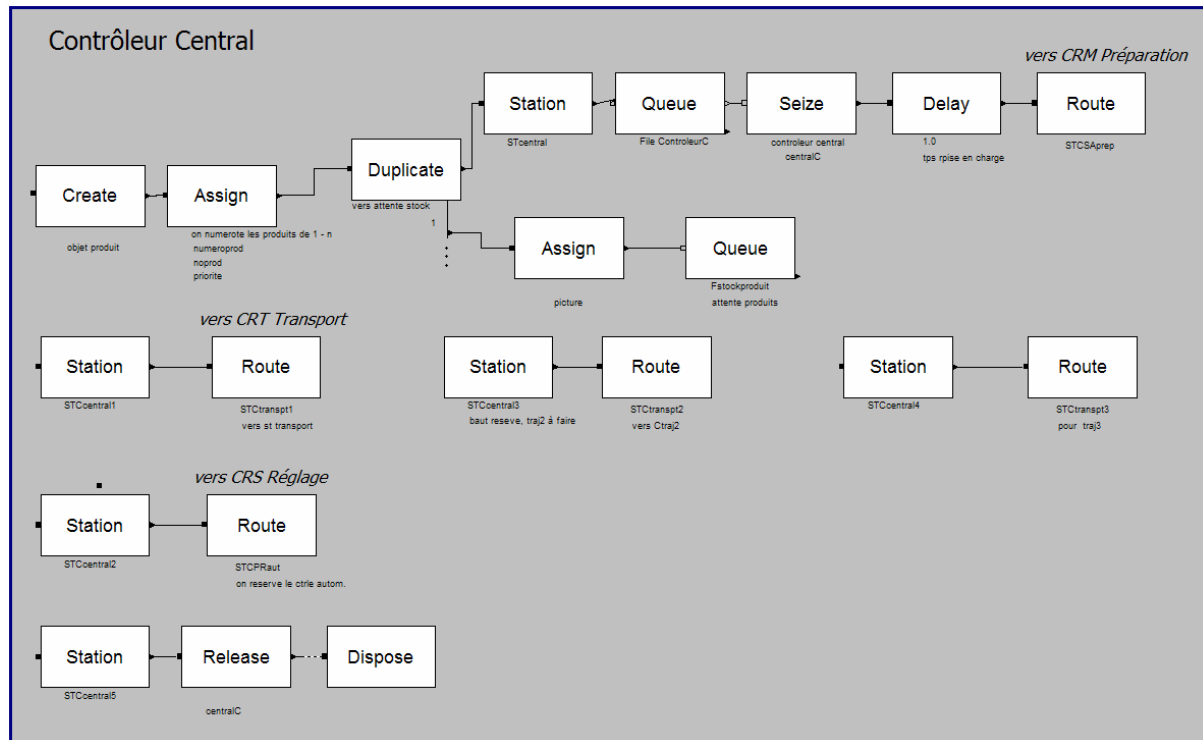 Contrôleur Central
vers CRM Préparation
Station
Queue
Seize
Delay
Route
STcentral
File ControleurC
controleur central
centralC
1.0
tps rpise en charge
STCSAprep
Create
Assign
Duplicate
objet produit
on numerote les produits de 1 - n
numeroprod
noprod
priorite
vers attente stock
1
Assign
Queue
picture
Fstockproduit
attente produits
vers CRT Transport
Station
Route
STCcentral1
STCtranspt1
vers st transport
Station
Route
STCcentral3
baut reseve, traj2 à faire
STCtranspt2
vers Ctraj2
Station
Route
STCcentral4
STCtranspt3
pour traj3
vers CRS Réglage
Station
Route
STCcentral2
STCPRaut
on reserve le ctrle autom.
Station
Release
Dispose
STCcentral5
centralC